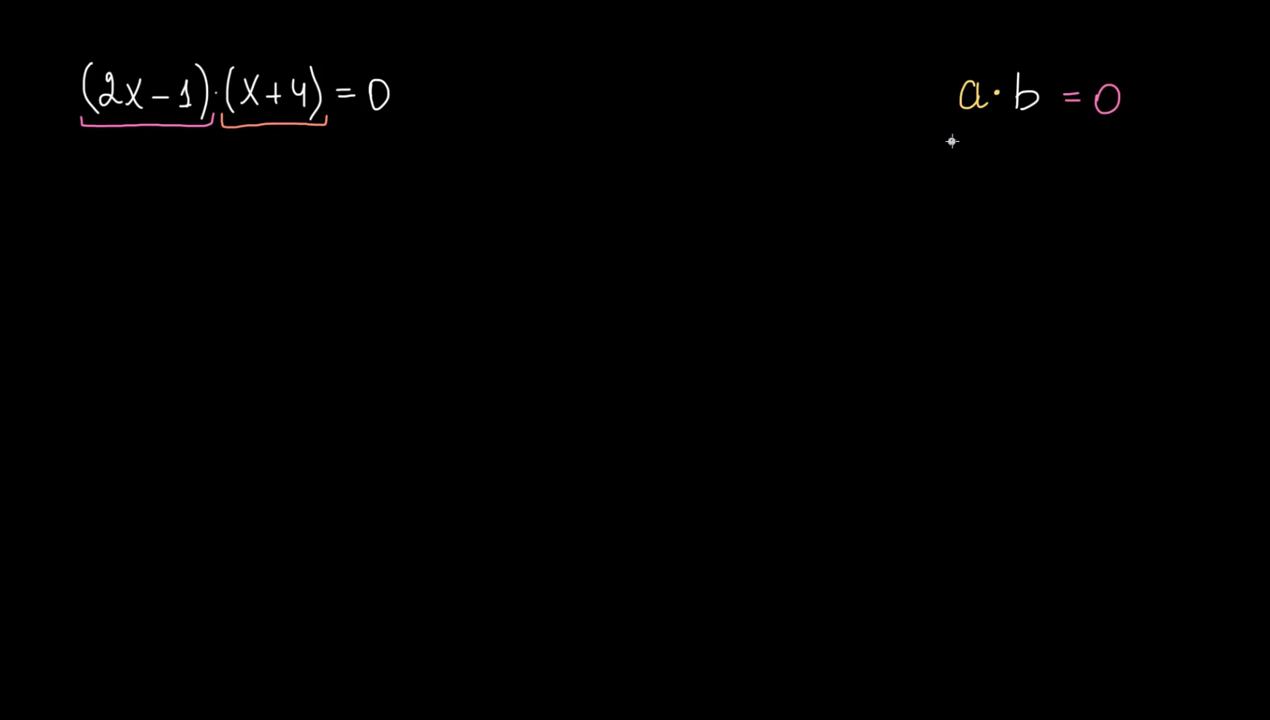 (2x-1)·(x+4) = 0
a·b = 0